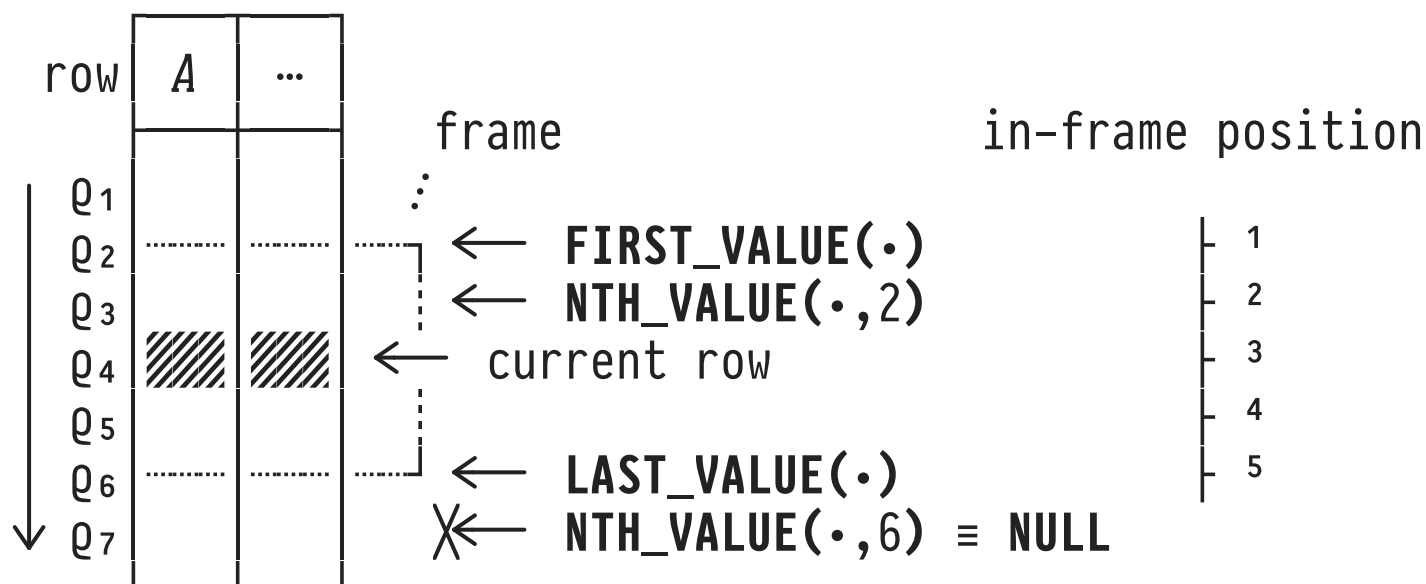 row A ⋯
frame in-frame position
ϱ1
ϱ2 FIRST_VALUE(·) 1
ϱ3 NTH_VALUE(·,2) 2
ϱ4 current row 3
ϱ5 4
ϱ6 LAST_VALUE(·) 5
ϱ7 NTH_VALUE(·,6) ≡ NULL